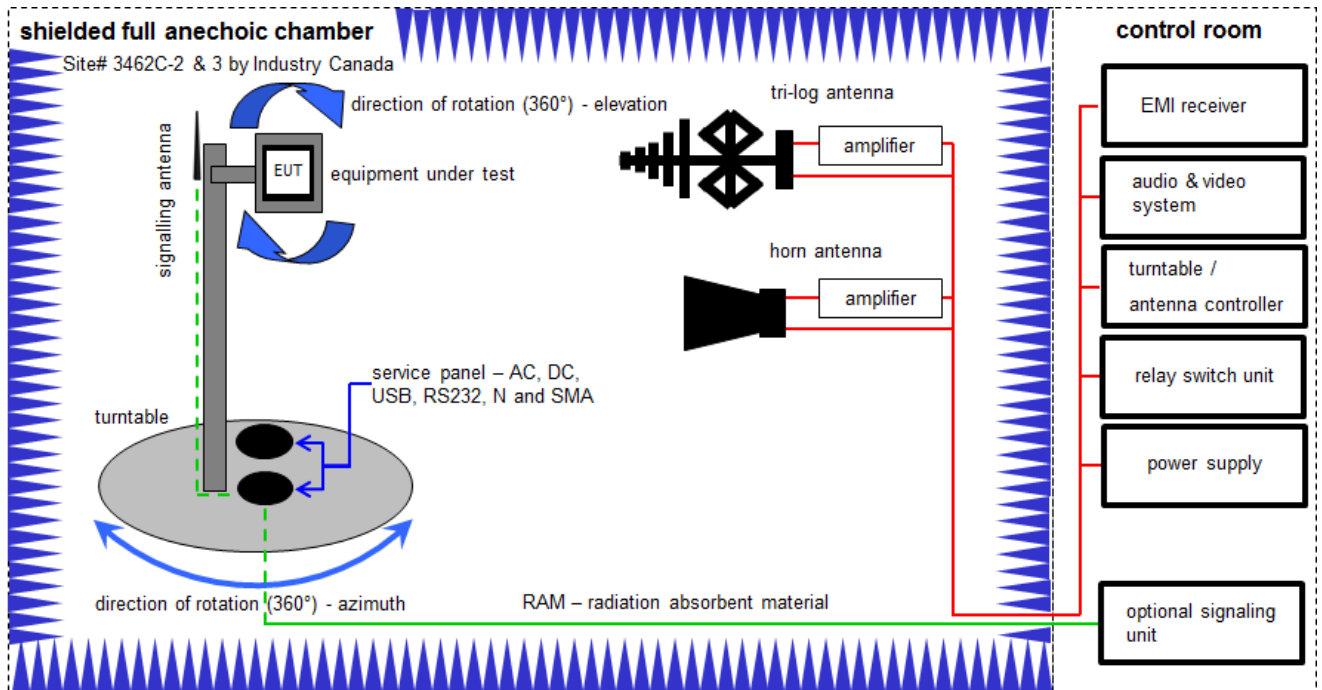 shielded full anechoic chamber
Site# 3462C-2 & 3 by Industry Canada
direction of rotation (360°) - elevation
signalling antenna
EUT
equipment under test
tri-log antenna
amplifier
horn antenna
amplifier
service panel – AC, DC,
USB, RS232, N and SMA
turntable
direction of rotation (360°) - azimuth
RAM – radiation absorbent material
control room
EMI receiver
audio & video
system
turntable /
antenna controller
relay switch unit
power supply
optional signaling
unit